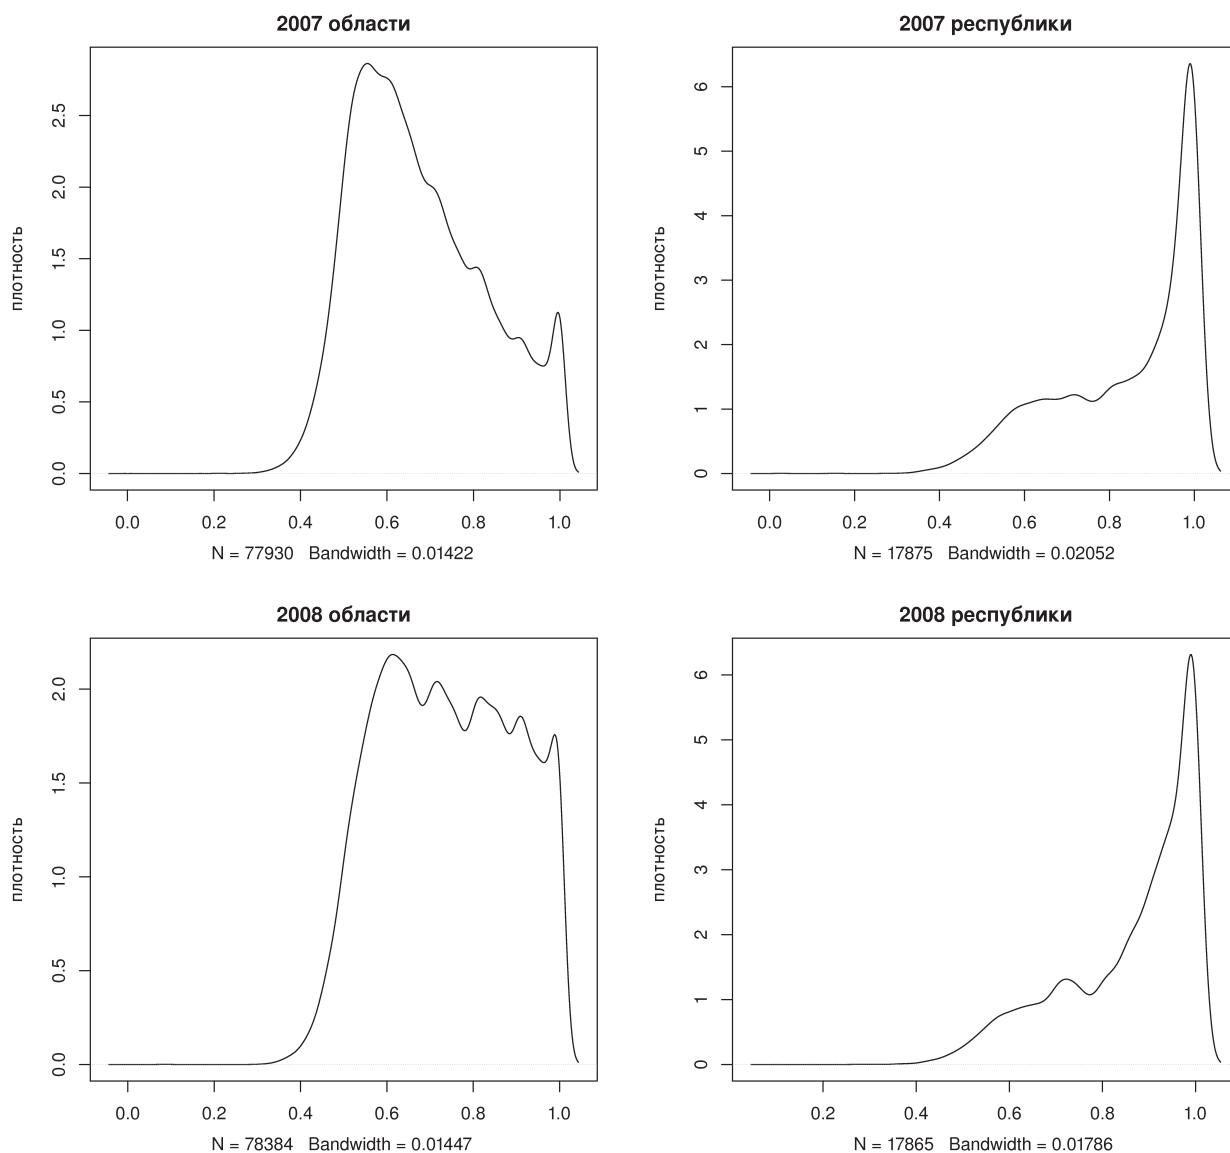 2007 области
плотность
0.0 0.5 1.0 1.5 2.0 2.5
0.0 0.2 0.4 0.6 0.8 1.0
N = 77930 Bandwidth = 0.01422
2007 республики
плотность
0 1 2 3 4 5 6
0.0 0.2 0.4 0.6 0.8 1.0
N = 17875 Bandwidth = 0.02052
2008 области
плотность
0.0 0.5 1.0 1.5 2.0
0.0 0.2 0.4 0.6 0.8 1.0
N = 78384 Bandwidth = 0.01447
2008 республики
плотность
0 1 2 3 4 5 6
0.2 0.4 0.6 0.8 1.0
N = 17865 Bandwidth = 0.01786